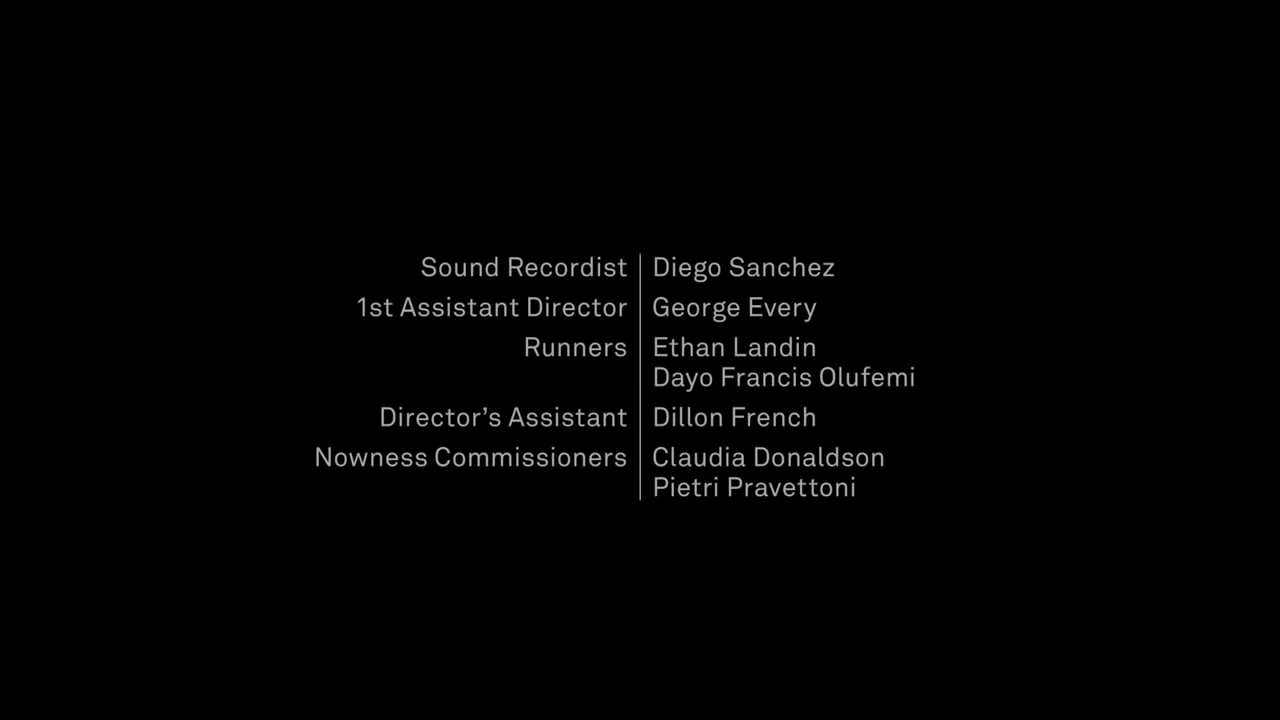 Sound Recordist Diego Sanchez
1st Assistant Director George Every
Runners Ethan Landin
Dayo Francis Olufemi
Director’s Assistant Dillon French
Nowness Commissioners Claudia Donaldson
Pietri Pravettoni